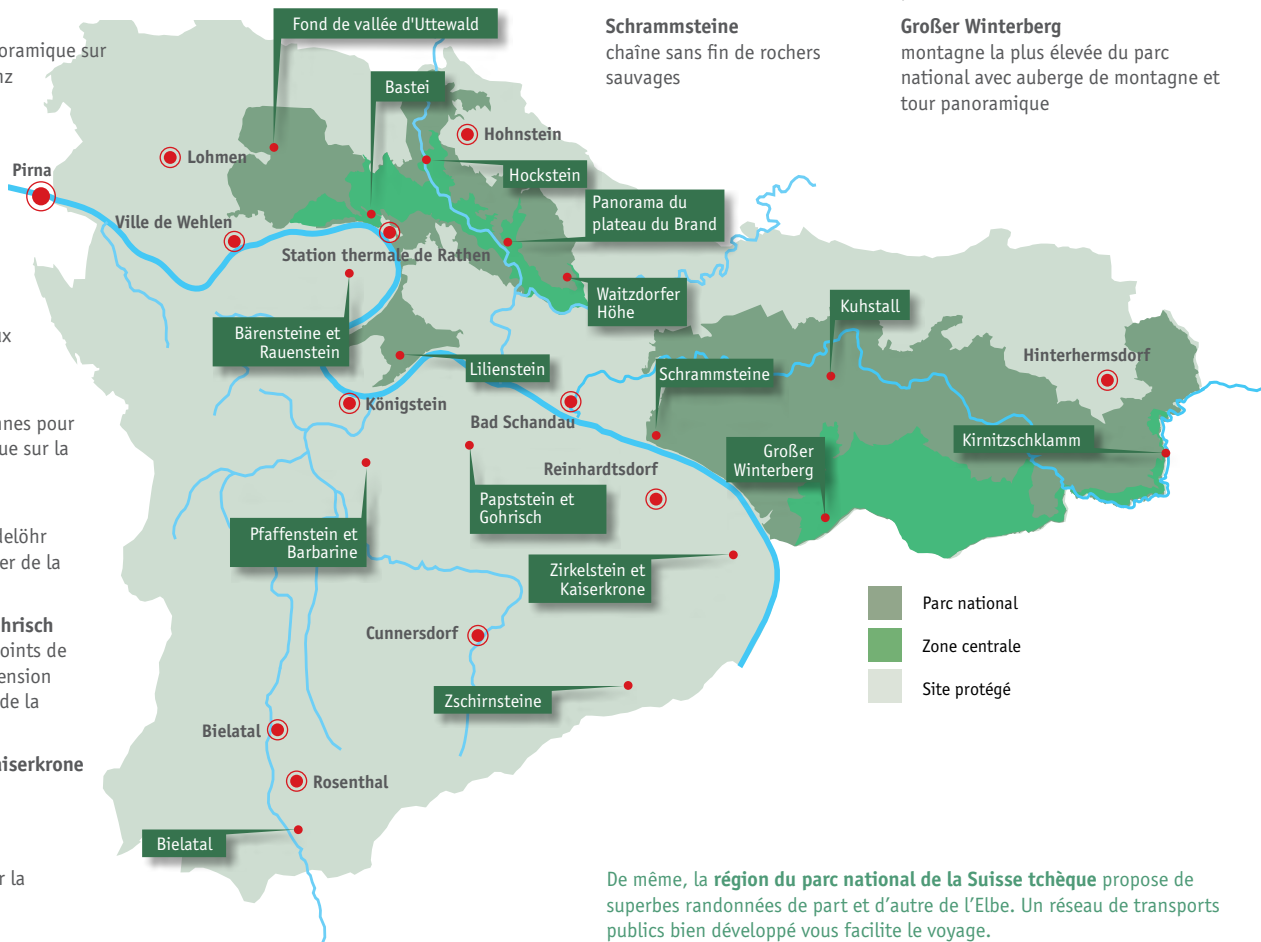 oramique sur
nz
ux
nnes pour
ue sur la
delöhr
er de la
hrisch
oints de
ension
de la
aiserkrone
r la
Schrammsteine
chaîne sans fin de rochers
sauvages
Großer Winterberg
montagne la plus élevée du parc
national avec auberge de montagne et
tour panoramique
Fond de vallée d'Uttewald
Bastei
Hohnstein
Lohmen
Pirna
Hockstein
Panorama du
plateau du Brand
Ville de Wehlen
Station thermale de Rathen
Waitzdorfer
Höhe
Kuhstall
Bärensteine et
Rauenstein
Lilienstein
Schrammsteine
Hinterhermsdorf
Königstein
Bad Schandau
Kirnitzschklamm
Großer
Winterberg
Reinhardtsdorf
Papststein et
Gohrisch
Pfaffenstein et
Barbarine
Zirkelstein et
Kaiserkrone
Cunnersdorf
Zschirnsteine
Bielatal
Rosenthal
Bielatal
Parc national
Zone centrale
Site protégé
De même, la région du parc national de la Suisse tchèque propose de
superbes randonnées de part et d'autre de l'Elbe. Un réseau de transports
publics bien développé vous facilite le voyage.